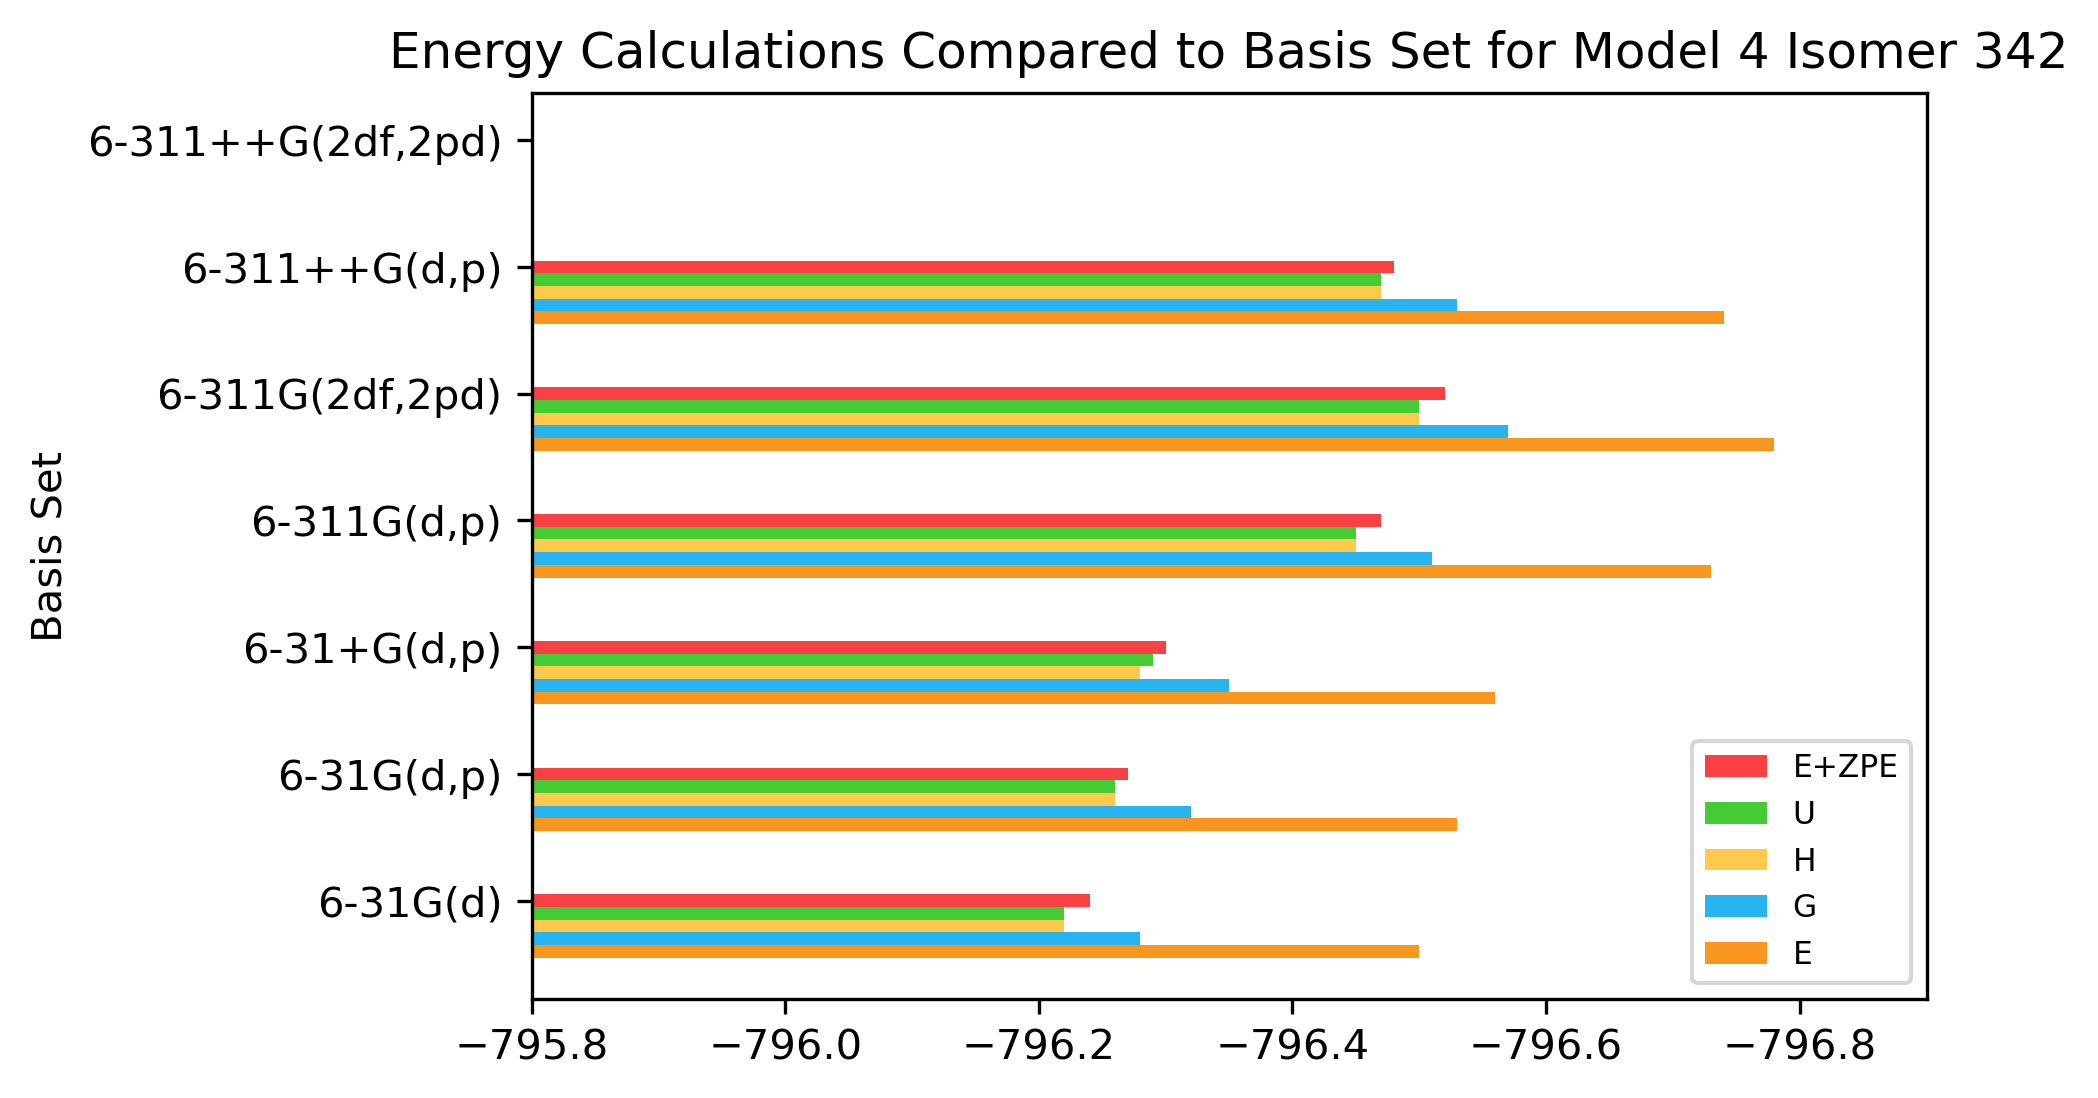 Energy Calculations Compared to Basis Set for Model 4 Isomer 342
6-311++G(2df,2pd)
6-311++G(d,p)
6-311G(2df,2pd)
6-311G(d,p)
6-31+G(d,p)
6-31G(d,p)
6-31G(d)
Basis Set
E+ZPE
U
H
G
E
−795.8 −796.0 −796.2 −796.4 −796.6 −796.8